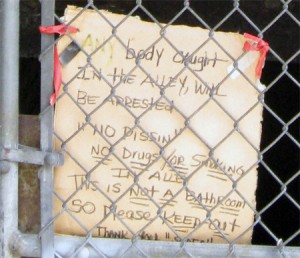 ANY body caught
IN the ALLEY, WILL
BE ARRESTED
"NO PISSIN"
NO DRUGS OR SMOKING
IN ALLEY
THIS IS NOT A BATHROOM
SO Please KEEP OUT
THANK YOU